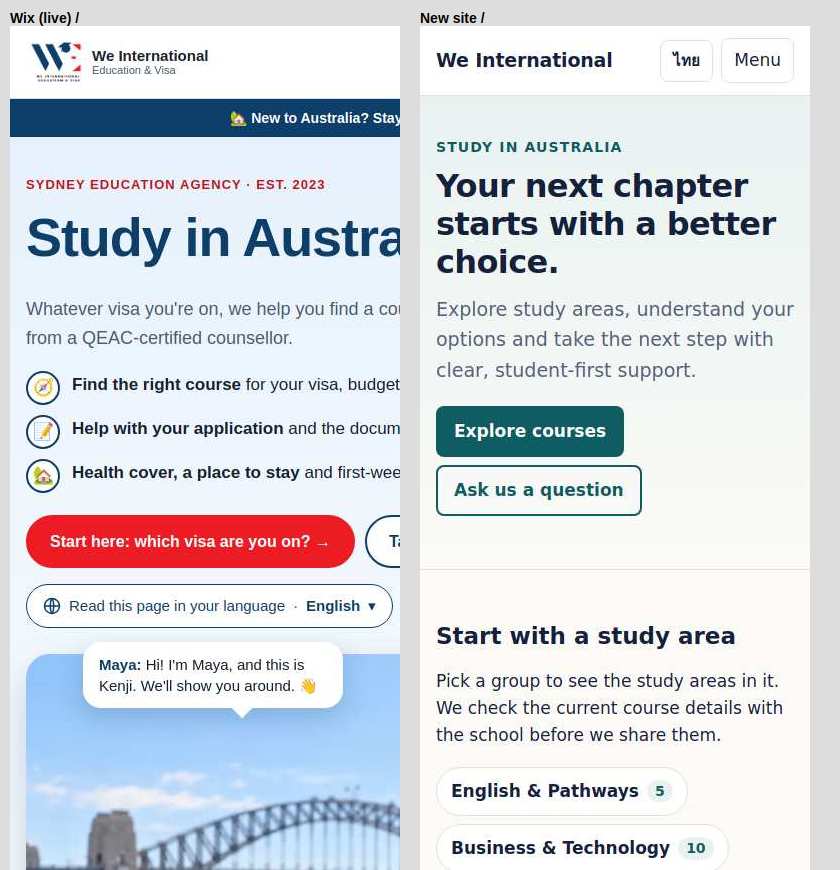 Wix (live) /
We International
Education & Visa
🏡 New to Australia? Stay
SYDNEY EDUCATION AGENCY · EST. 2023
Study in Austra
Whatever visa you're on, we help you find a cou
from a QEAC-certified counsellor.
Find the right course for your visa, budget
Help with your application and the docum
Health cover, a place to stay and first-wee
Start here: which visa are you on? →
Ta
Read this page in your language · English ▾
Maya: Hi! I'm Maya, and this is
Kenji. We'll show you around. 👋
New site /
We International
ไทย
Menu
STUDY IN AUSTRALIA
Your next chapter
starts with a better
choice.
Explore study areas, understand your
options and take the next step with
clear, student-first support.
Explore courses
Ask us a question
Start with a study area
Pick a group to see the study areas in it.
We check the current course details with
the school before we share them.
English & Pathways 5
Business & Technology 10